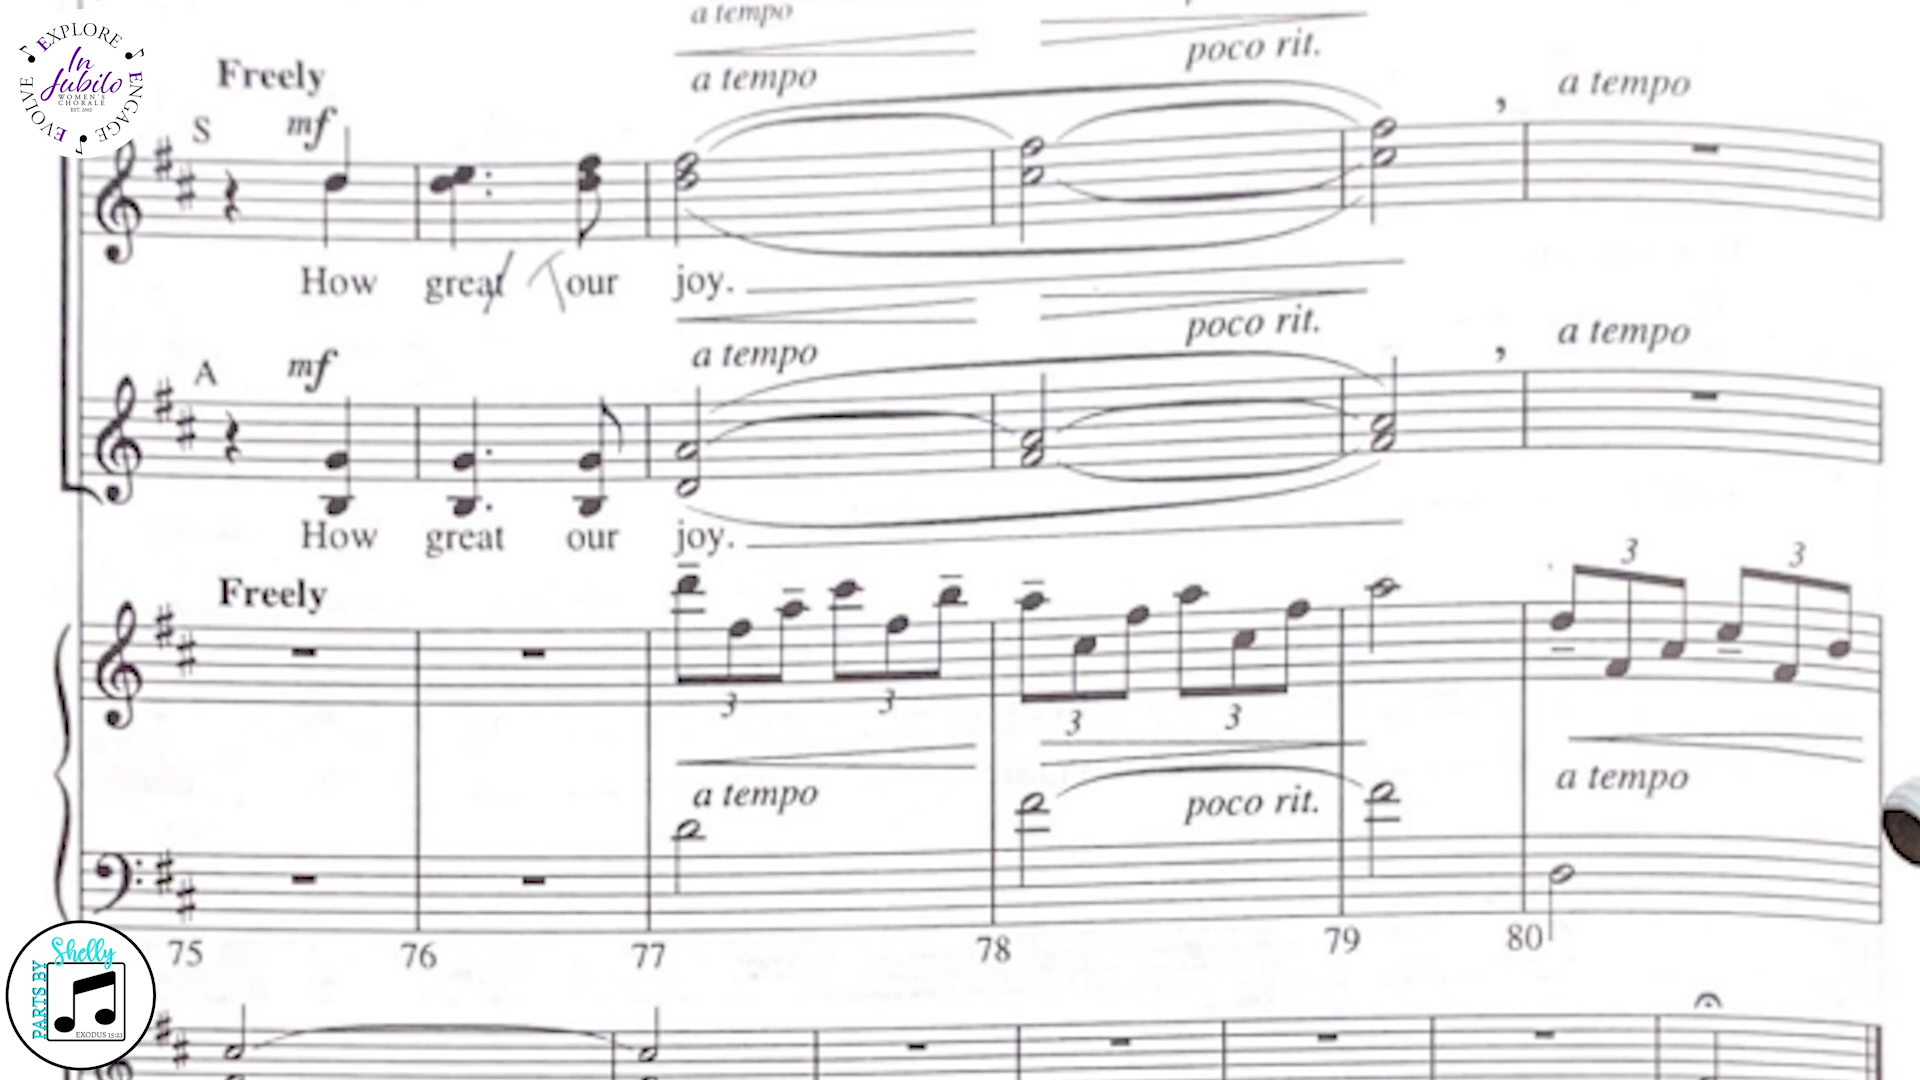 a tempo
EXPLORE
ENGAGE
EVOLVE
In
Jubilo
WOMEN'S
CHORALE
EST. 2002
Freely
a tempo
poco rit.
a tempo
S
mf
How great our joy.
a tempo
poco rit.
a tempo
A
mf
How great our joy.
Freely
3
3
3
3
3
3
a tempo
poco rit.
a tempo
75 76 77 78 79 80
Shelly
PARTS BY
EXODUS 15:21